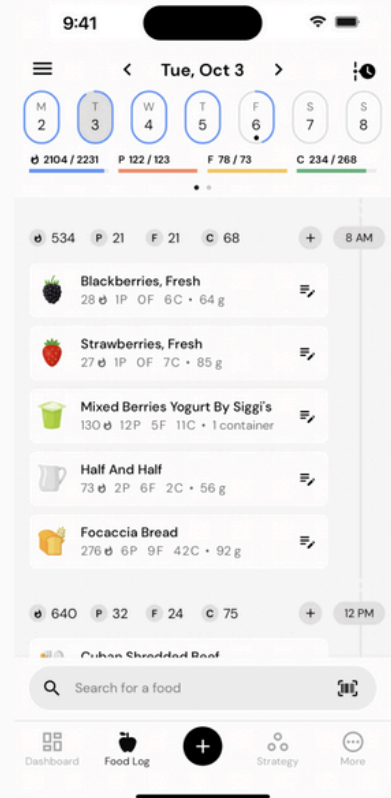 9:41
Tue, Oct 3
M T W T F S S
2 3 4 5 6 7 8
2104 / 2231 P 122 / 123 F 78 / 73 C 234 / 268
534 P 21 F 21 C 68 + 8 AM
Blackberries, Fresh
28 1P 0F 6C • 64 g
Strawberries, Fresh
27 1P 0F 7C • 85 g
Mixed Berries Yogurt By Siggi's
130 12P 5F 11C • 1 container
Half And Half
73 2P 6F 2C • 56 g
Focaccia Bread
276 6P 9F 42C • 92 g
640 P 32 F 24 C 75 + 12 PM
Cuban Shredded Beef
Search for a food
Dashboard Food Log Strategy More